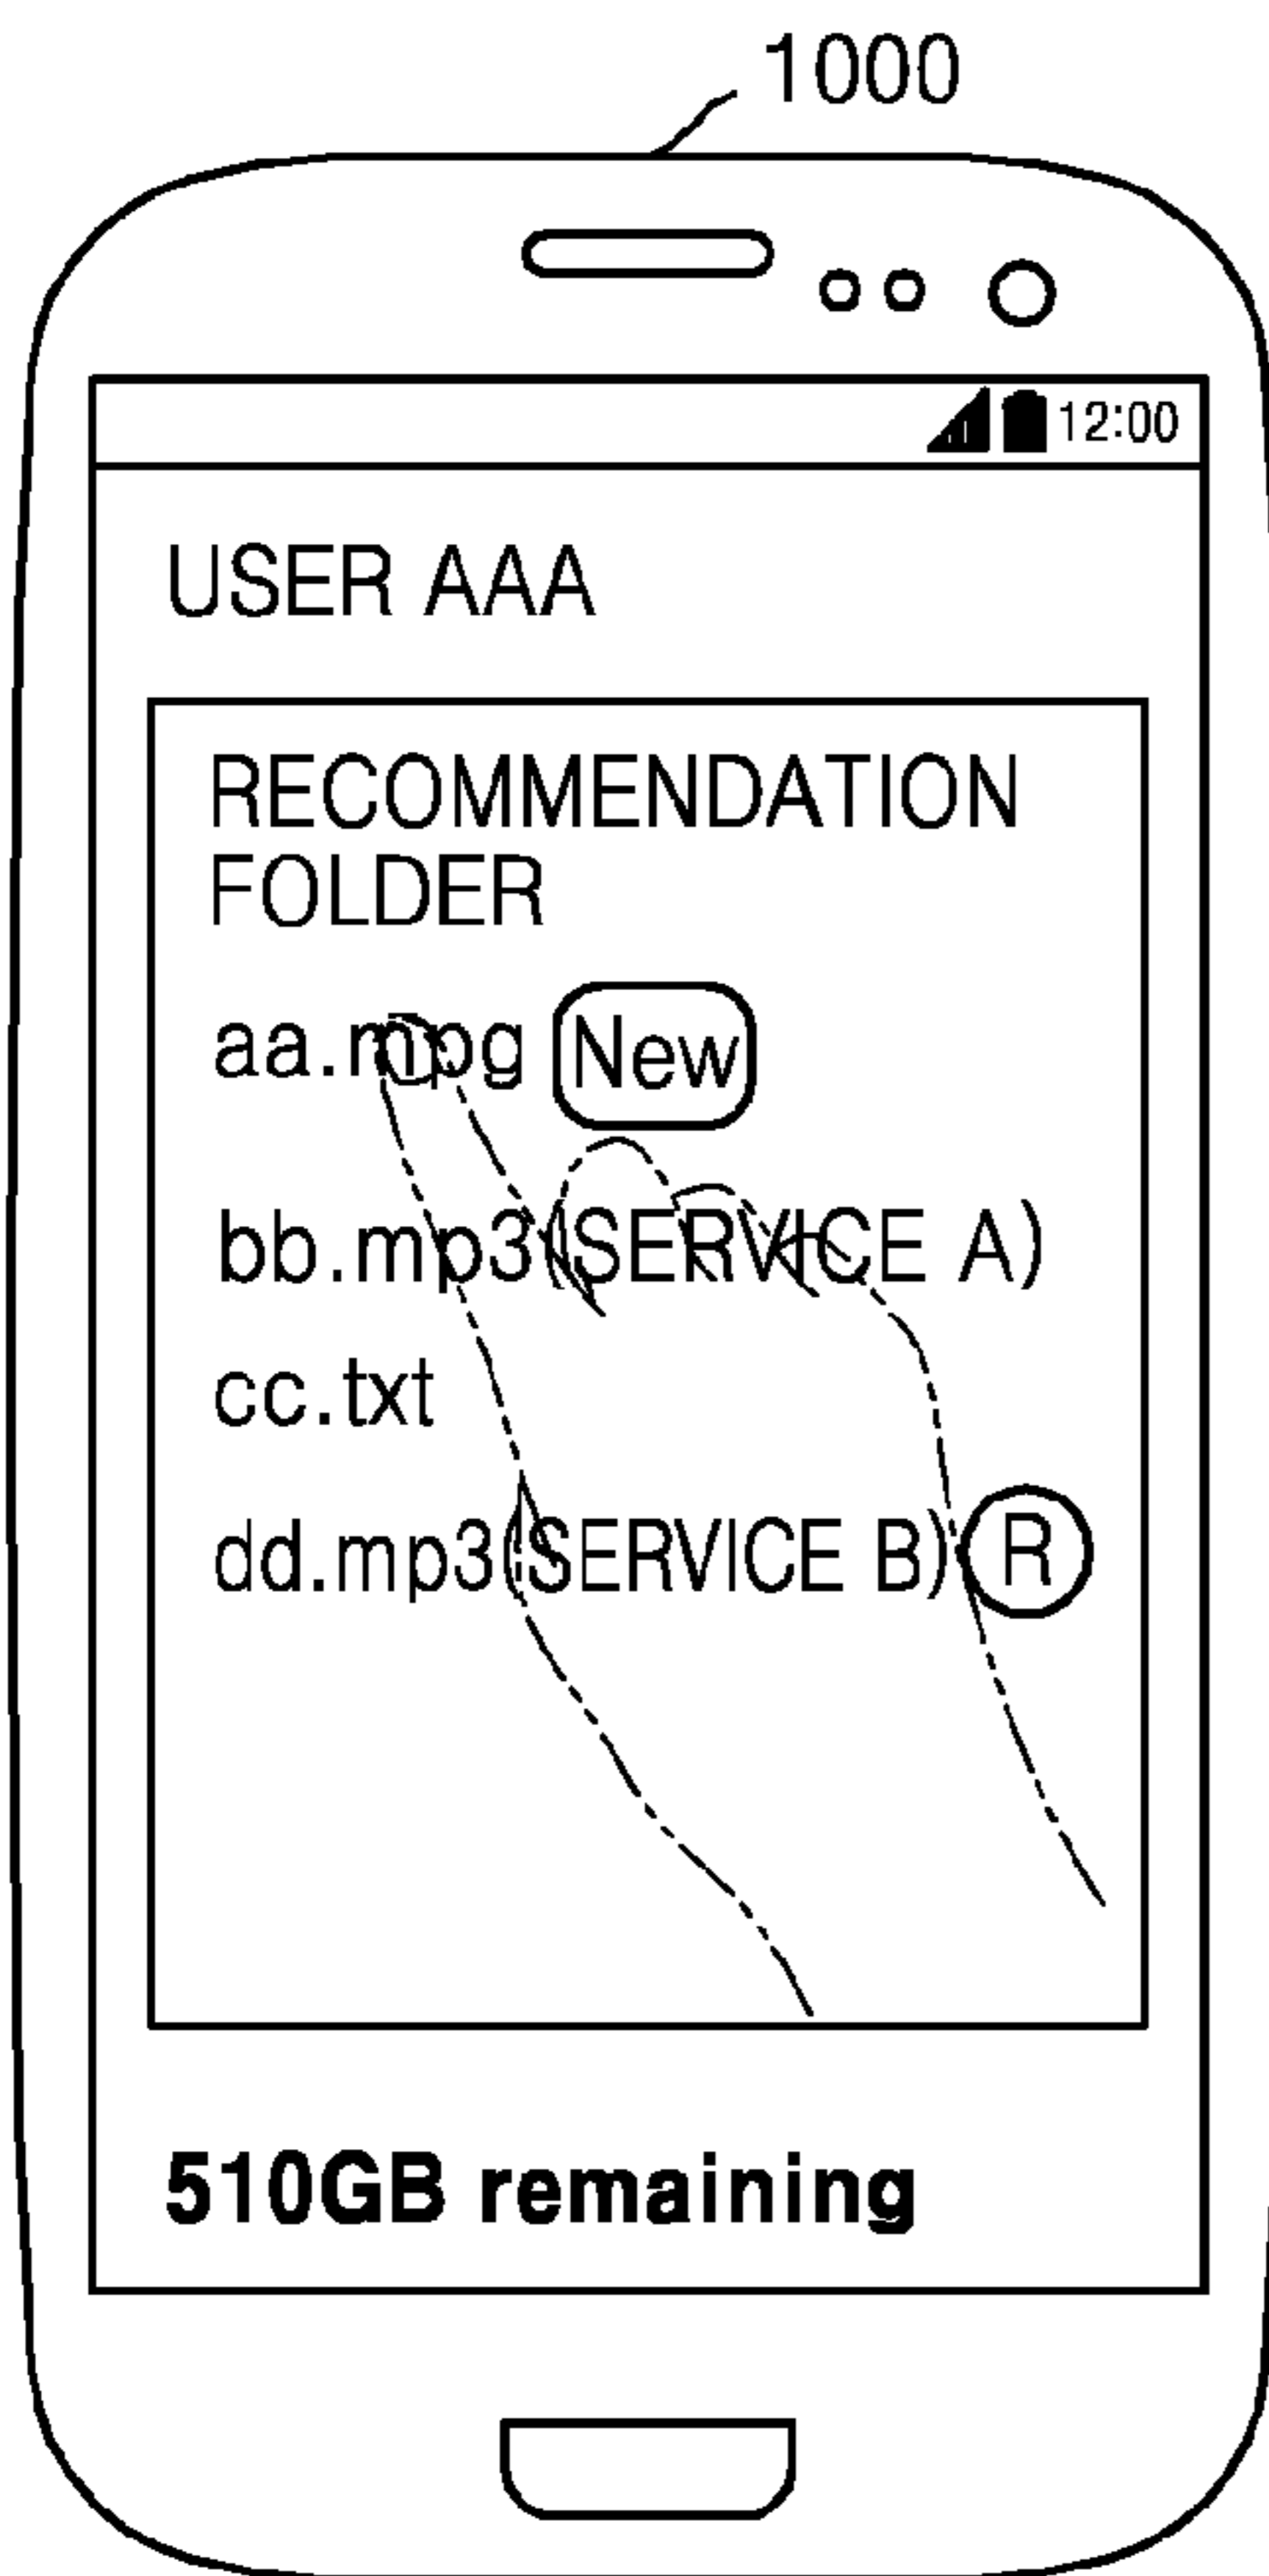 1000
12:00
USER AAA
RECOMMENDATION
FOLDER
aa.mpg New
bb.mp3(SERVICE A)
cc.txt
dd.mp3(SERVICE B) R
510GB remaining